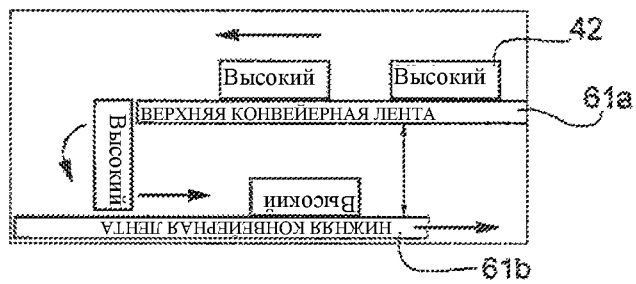 42
Высокий
Высокий
61a
ВЕРХНЯЯ КОНВЕЙЕРНАЯ ЛЕНТА
Высокий
Высокий
НИЖНЯЯ КОНВЕЙЕРНАЯ ЛЕНТА
61b